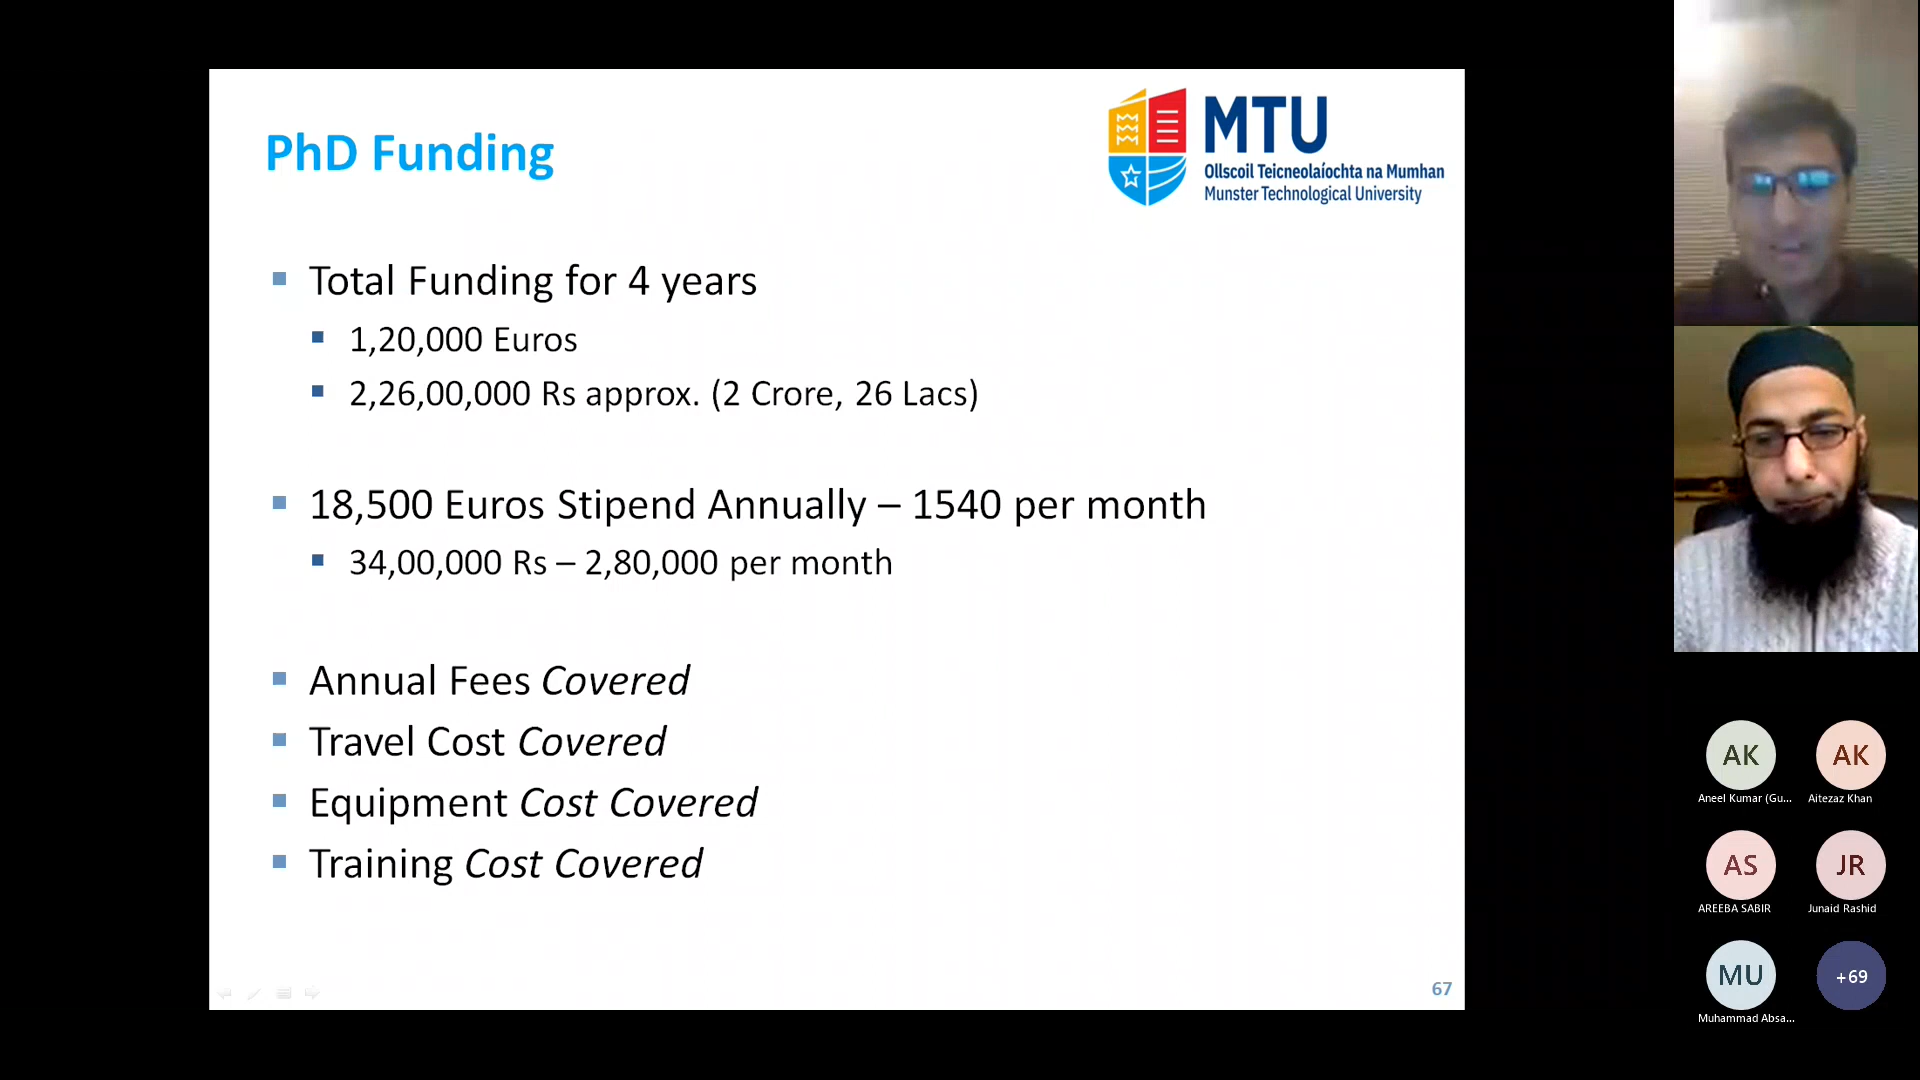 PhD Funding
MTU
Ollscoil Teicneolaíochta na Mumhan
Munster Technological University
Total Funding for 4 years
1,20,000 Euros
2,26,00,000 Rs approx. (2 Crore, 26 Lacs)
18,500 Euros Stipend Annually – 1540 per month
34,00,000 Rs – 2,80,000 per month
Annual Fees Covered
Travel Cost Covered
Equipment Cost Covered
Training Cost Covered
67
AK
Aneel Kumar (Gu...
AK
Aitezaz Khan
AS
AREEBA SABIR
JR
Junaid Rashid
MU
Muhammad Absa...
+69